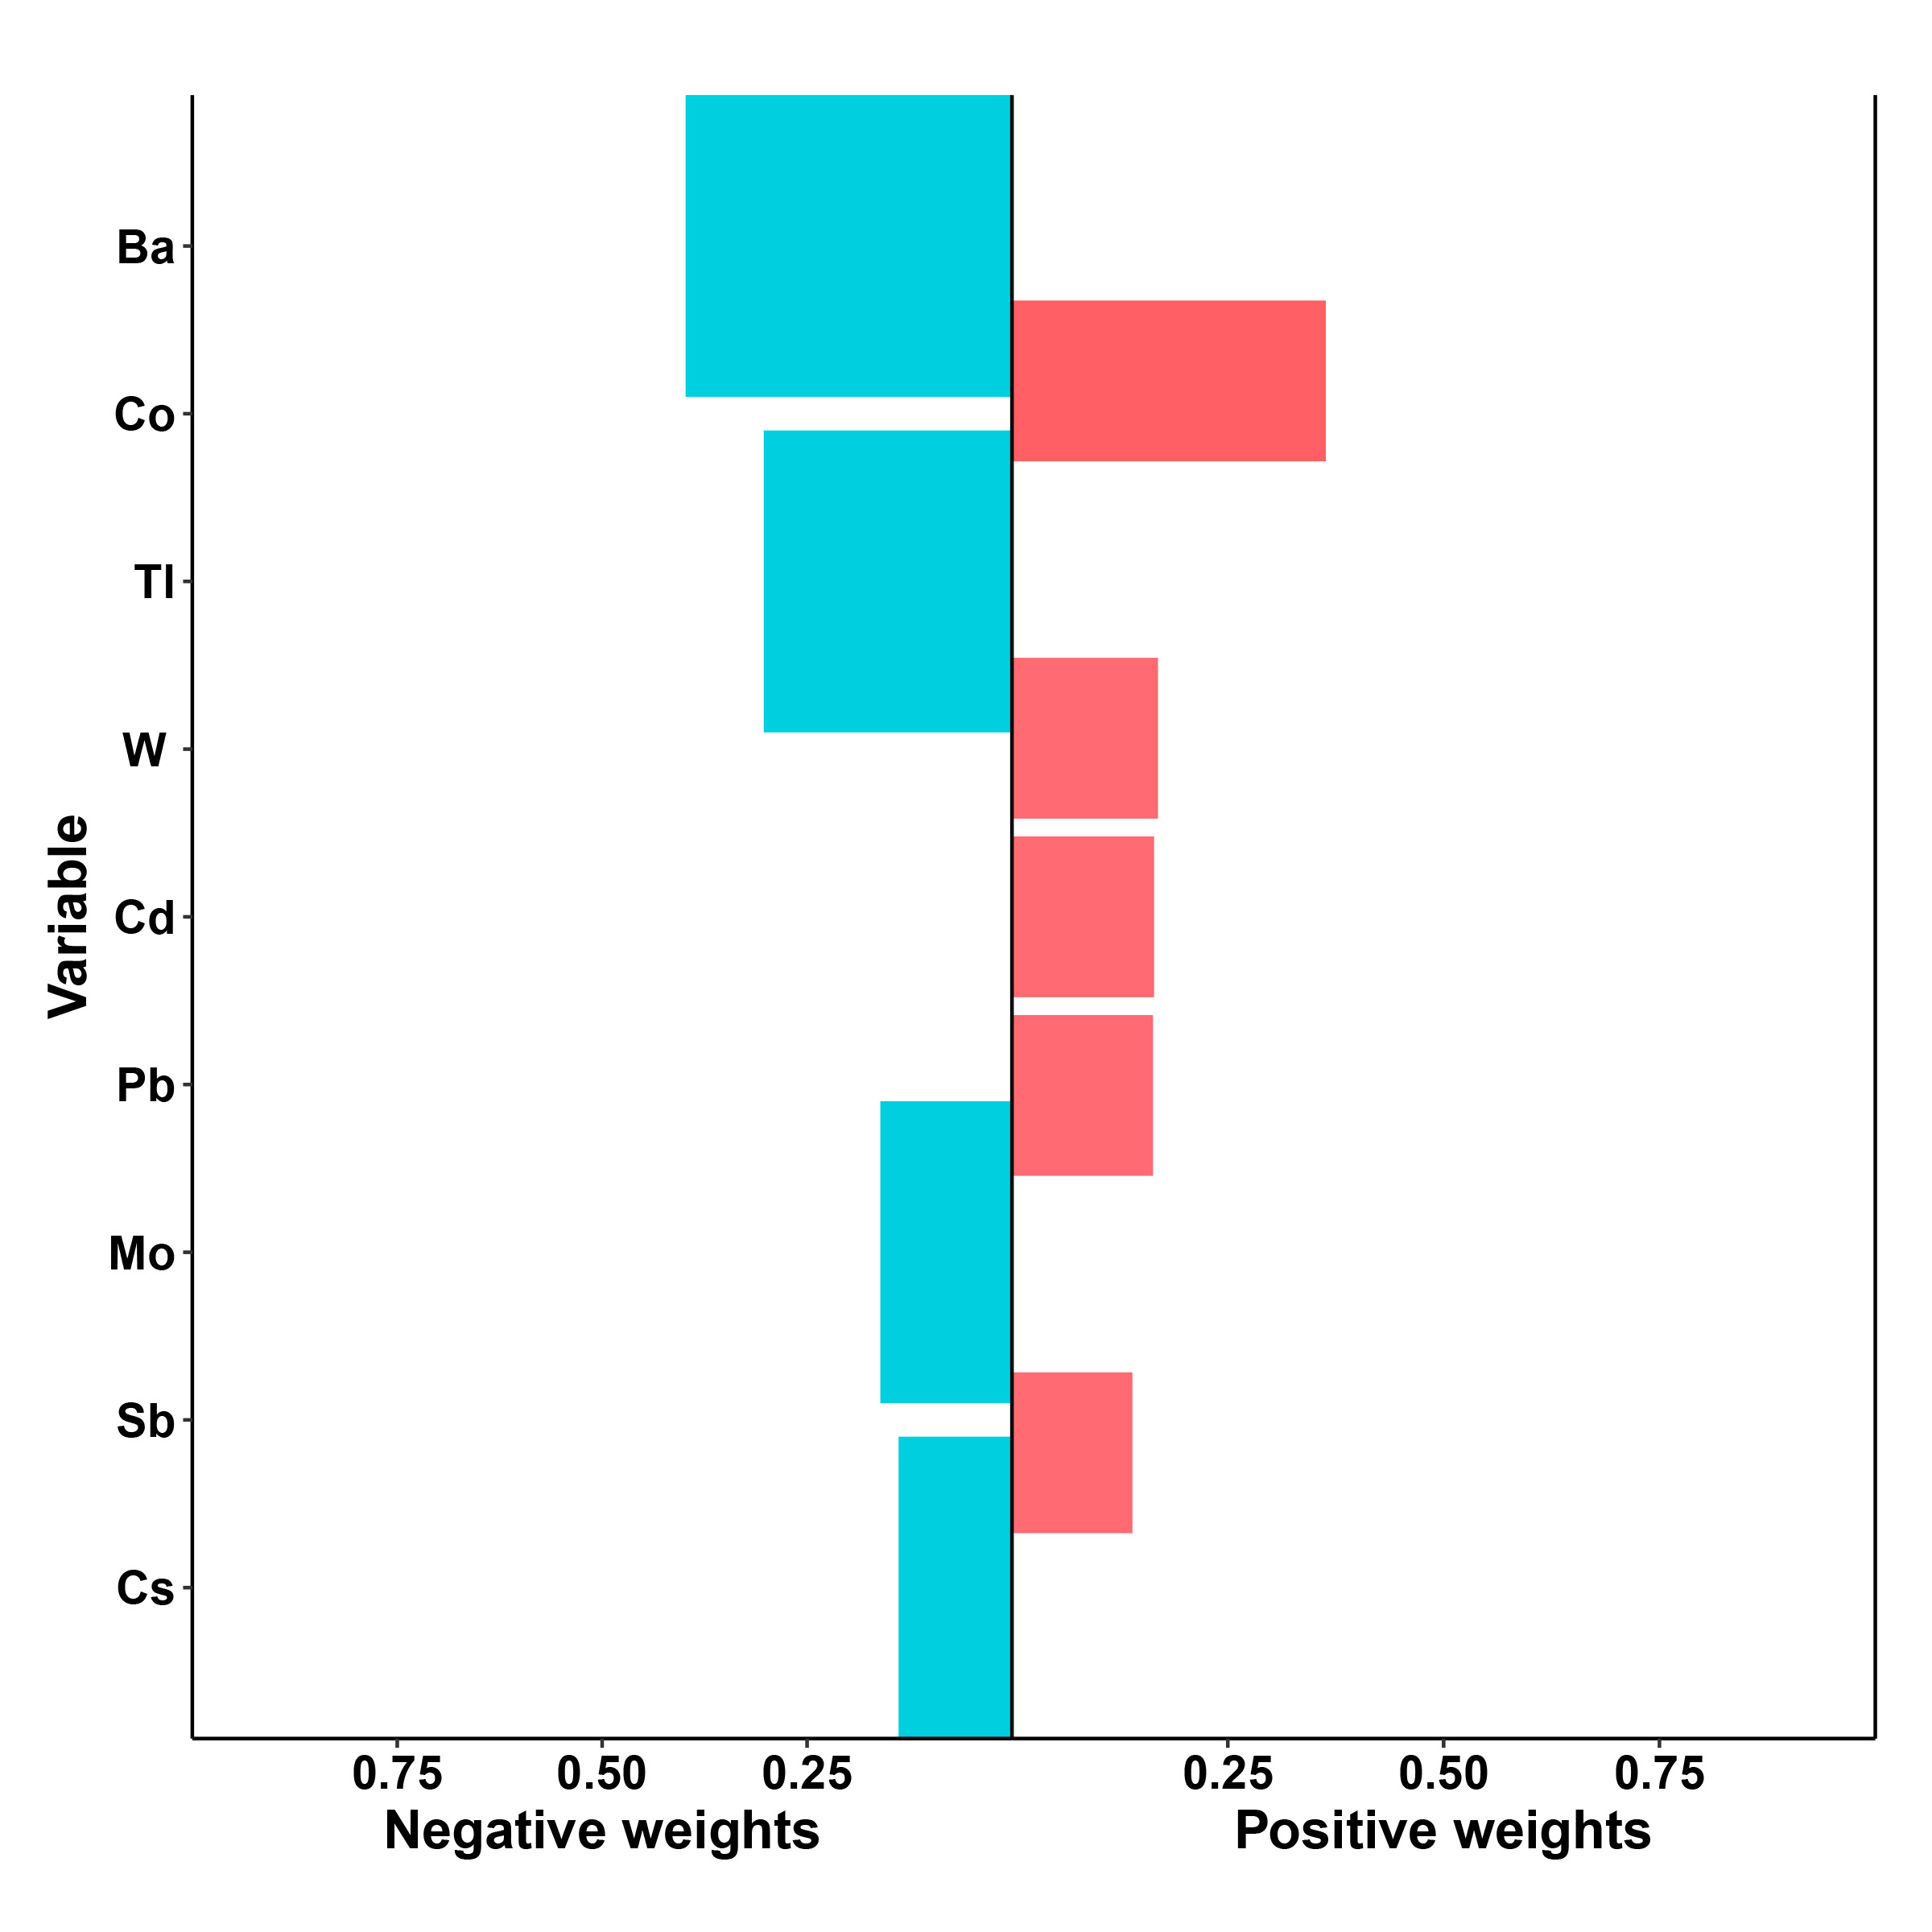 Variable
Ba
Co
Tl
W
Cd
Pb
Mo
Sb
Cs
0.75 0.50 0.25 0.25 0.50 0.75
Negative weights Positive weights